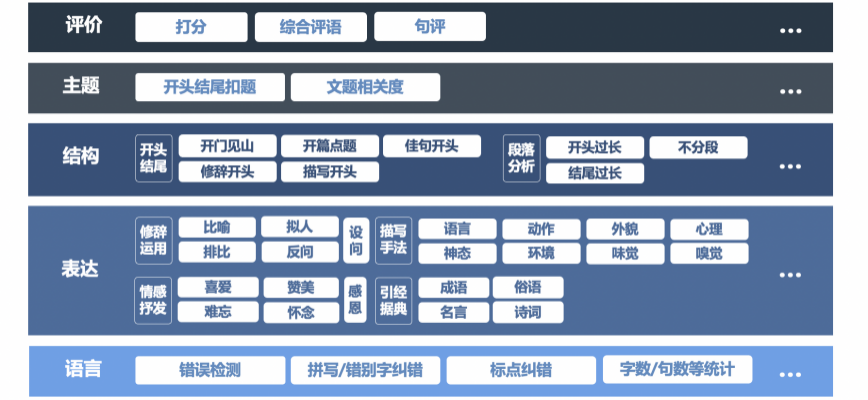 评价 打分 综合评语 句评 ...
主题 开头结尾扣题 文题相关度 ...
结构 开头结尾 开门见山 开篇点题 佳句开头 段落分析 开头过长 不分段 ...
修辞开头 描写开头 结尾过长
表达 修辞运用 比喻 拟人 设问 描写手法 语言 动作 外貌 心理 ...
排比 反问 神态 环境 味觉 嗅觉
情感抒发 喜爱 赞美 感恩 引经据典 成语 俗语
难忘 怀念 名言 诗词
语言 错误检测 拼写/错别字纠错 标点纠错 字数/句数等统计 ...